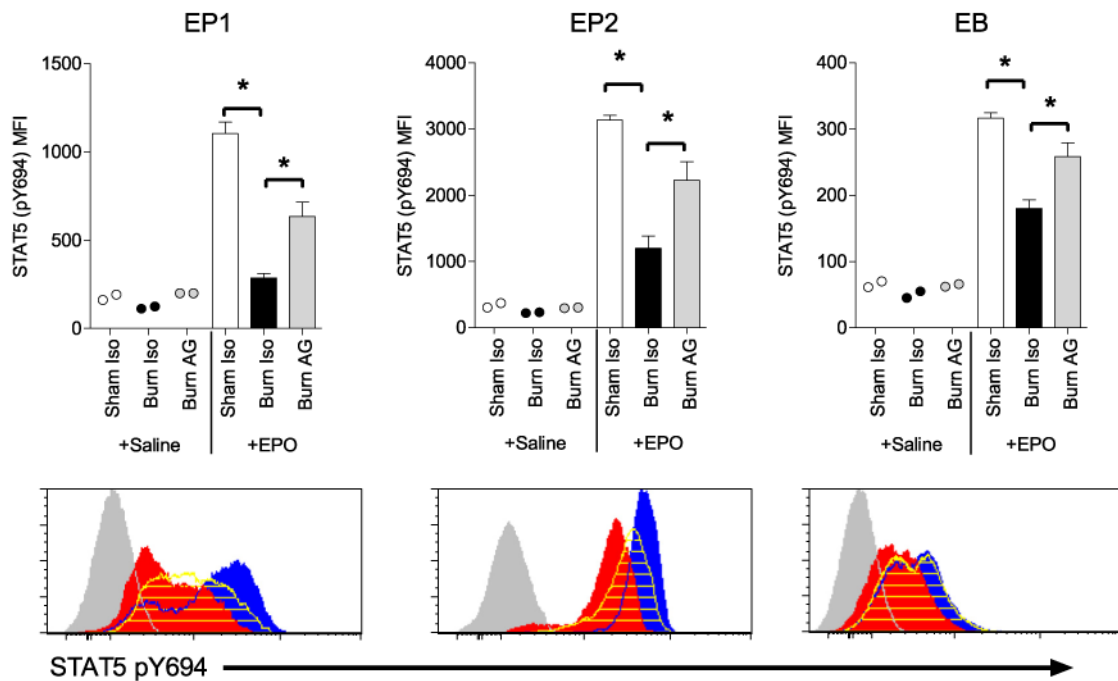 EP1
EP2
EB
STAT5 (pY694) MFI
1500
1000
500
0
*
*
Sham Iso
Burn Iso
Burn AG
Sham Iso
Burn Iso
Burn AG
+Saline
+EPO
STAT5 (pY694) MFI
4000
3000
2000
1000
0
*
*
Sham Iso
Burn Iso
Burn AG
Sham Iso
Burn Iso
Burn AG
+Saline
+EPO
STAT5 (pY694) MFI
400
300
200
100
0
*
*
Sham Iso
Burn Iso
Burn AG
Sham Iso
Burn Iso
Burn AG
+Saline
+EPO
STAT5 pY694